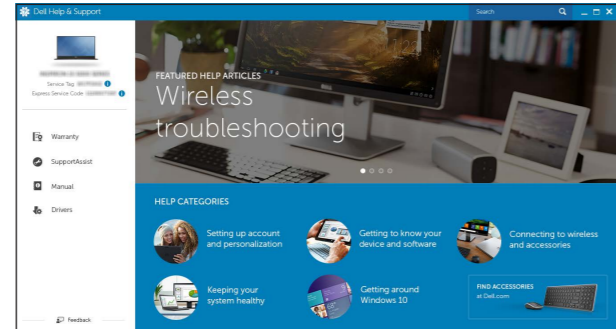 Dell Help & Support
Search
Service Tag:
Express Service Code:
Warranty
SupportAssist
Manual
Drivers
Feedback
FEATURED HELP ARTICLES
Wireless
troubleshooting
HELP CATEGORIES
Setting up account
and personalization
Getting to know your
device and software
Connecting to wireless
and accessories
Keeping your
system healthy
Getting around
Windows 10
FIND ACCESSORIES
at Dell.com